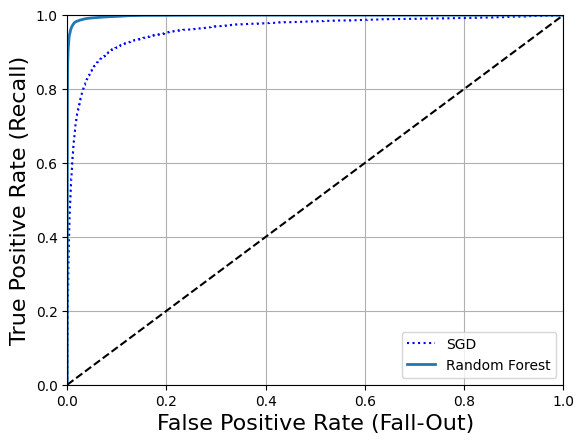 True Positive Rate (Recall)
1.0
0.8
0.6
0.4
0.2
0.0
0.0 0.2 0.4 0.6 0.8 1.0
False Positive Rate (Fall-Out)
SGD
Random Forest